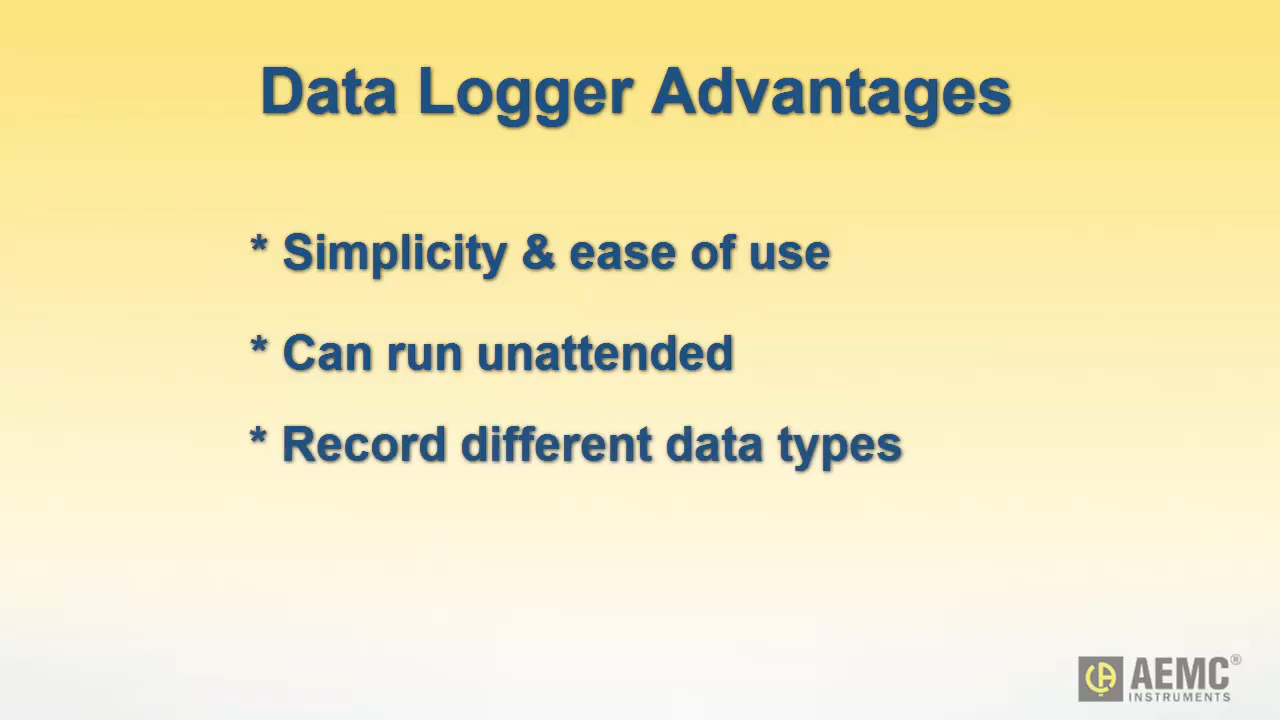 Data Logger Advantages
* Simplicity & ease of use
* Can run unattended
* Record different data types
AEMC®
INSTRUMENTS